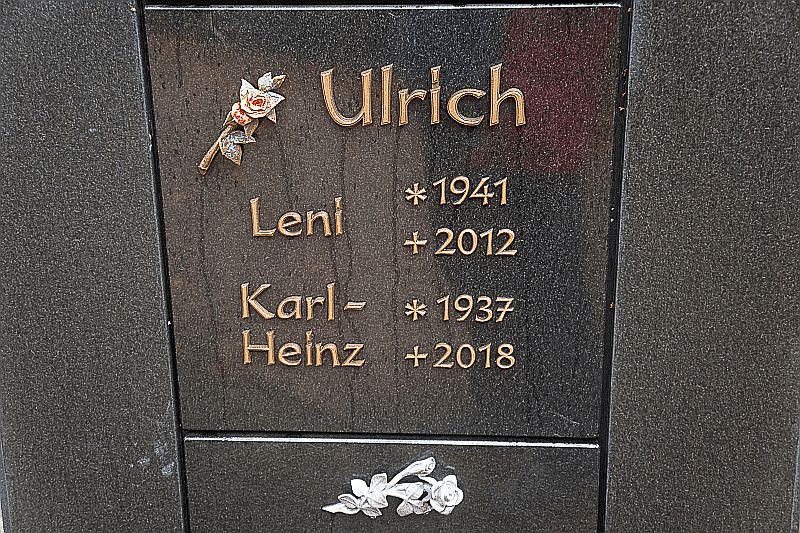 Ulrich
Leni
* 1941
+ 2012
Karl-
Heinz
* 1937
+ 2018